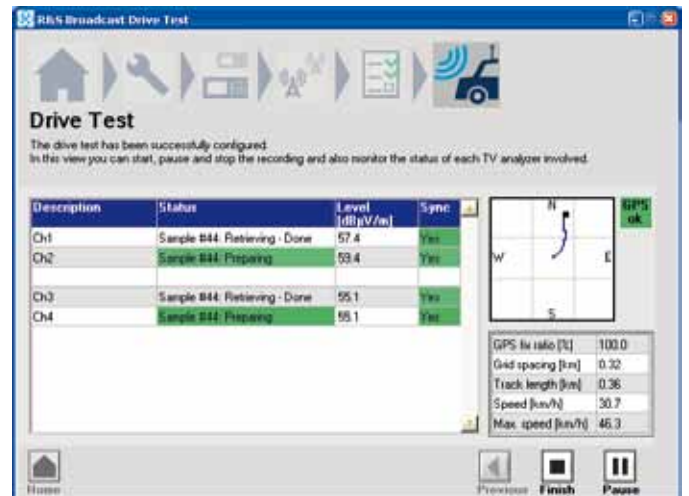 R&S Broadcast Drive Test
Drive Test
The drive test has been successfully configured.
In this view you can start, pause and stop the recording and also monitor the status of each TV analyzer involved.
Description Status Level [dBµV/m] Sync
Ch1 Sample #44: Retrieving - Done 57.4 Yes
Ch2 Sample #44: Preparing 59.4 Yes
Ch3 Sample #44: Retrieving - Done 55.1 Yes
Ch4 Sample #44: Preparing 55.1 Yes
N
W E
S
GPS ok
GPS fix ratio [%] 100.0
Grid spacing [km] 0.32
Track length [km] 0.36
Speed [km/h] 30.7
Max. speed [km/h] 46.3
Home Previous Finish Pause